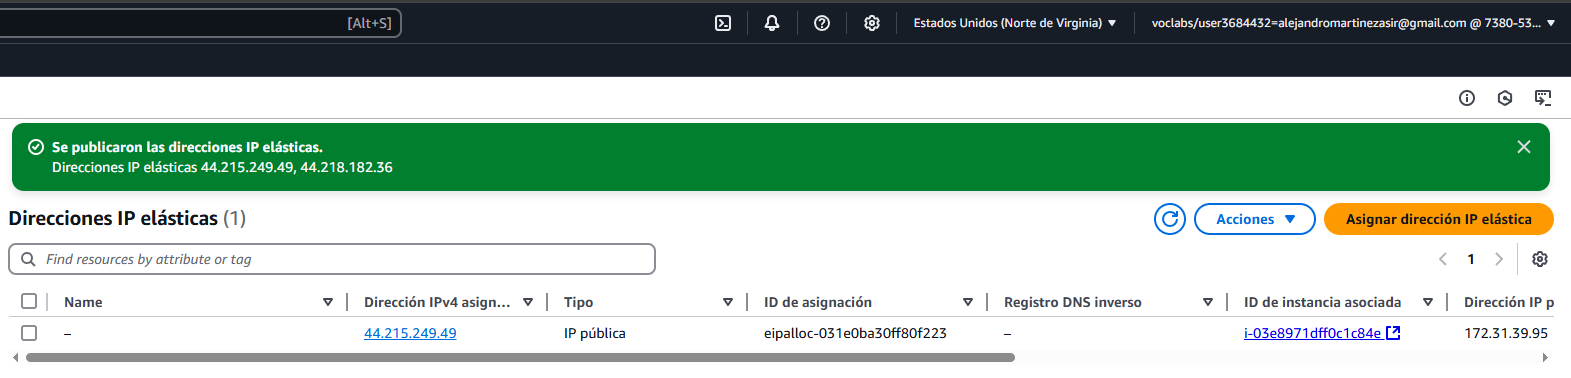 [Alt+S]
Estados Unidos (Norte de Virginia)
voclabs/user3684432=alejandromartinezasir@gmail.com @ 7380-53...
Se publicaron las direcciones IP elásticas.
Direcciones IP elásticas 44.215.249.49, 44.218.182.36
Direcciones IP elásticas (1)
Acciones
Asignar dirección IP elástica
Find resources by attribute or tag
1
Name
Dirección IPv4 asign...
Tipo
ID de asignación
Registro DNS inverso
ID de instancia asociada
Dirección IP p
–
44.215.249.49
IP pública
eipalloc-031e0ba30ff80f223
–
i-03e8971dff0c1c84e
172.31.39.95